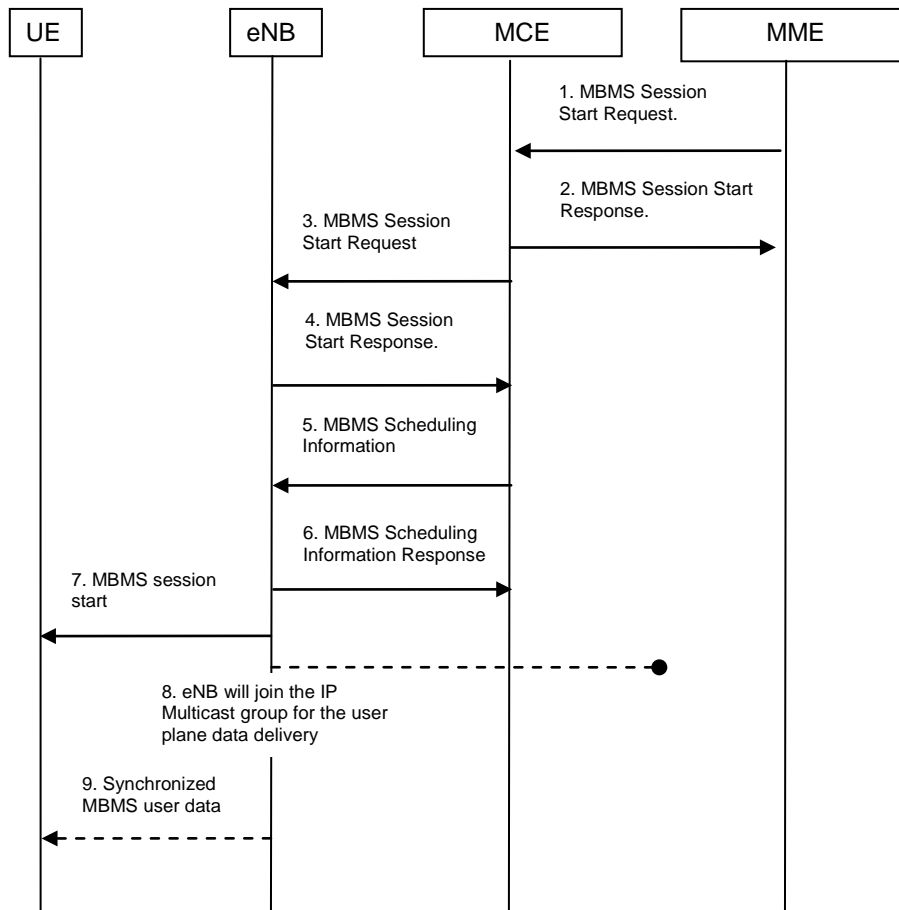 UE
eNB
MCE
MME
1. MBMS Session
Start Request.
2. MBMS Session Start
Response.
3. MBMS Session
Start Request
4. MBMS Session
Start Response.
5. MBMS Scheduling
Information
6. MBMS Scheduling
Information Response
7. MBMS session
start
8. eNB will join the IP
Multicast group for the user
plane data delivery
9. Synchronized
MBMS user data